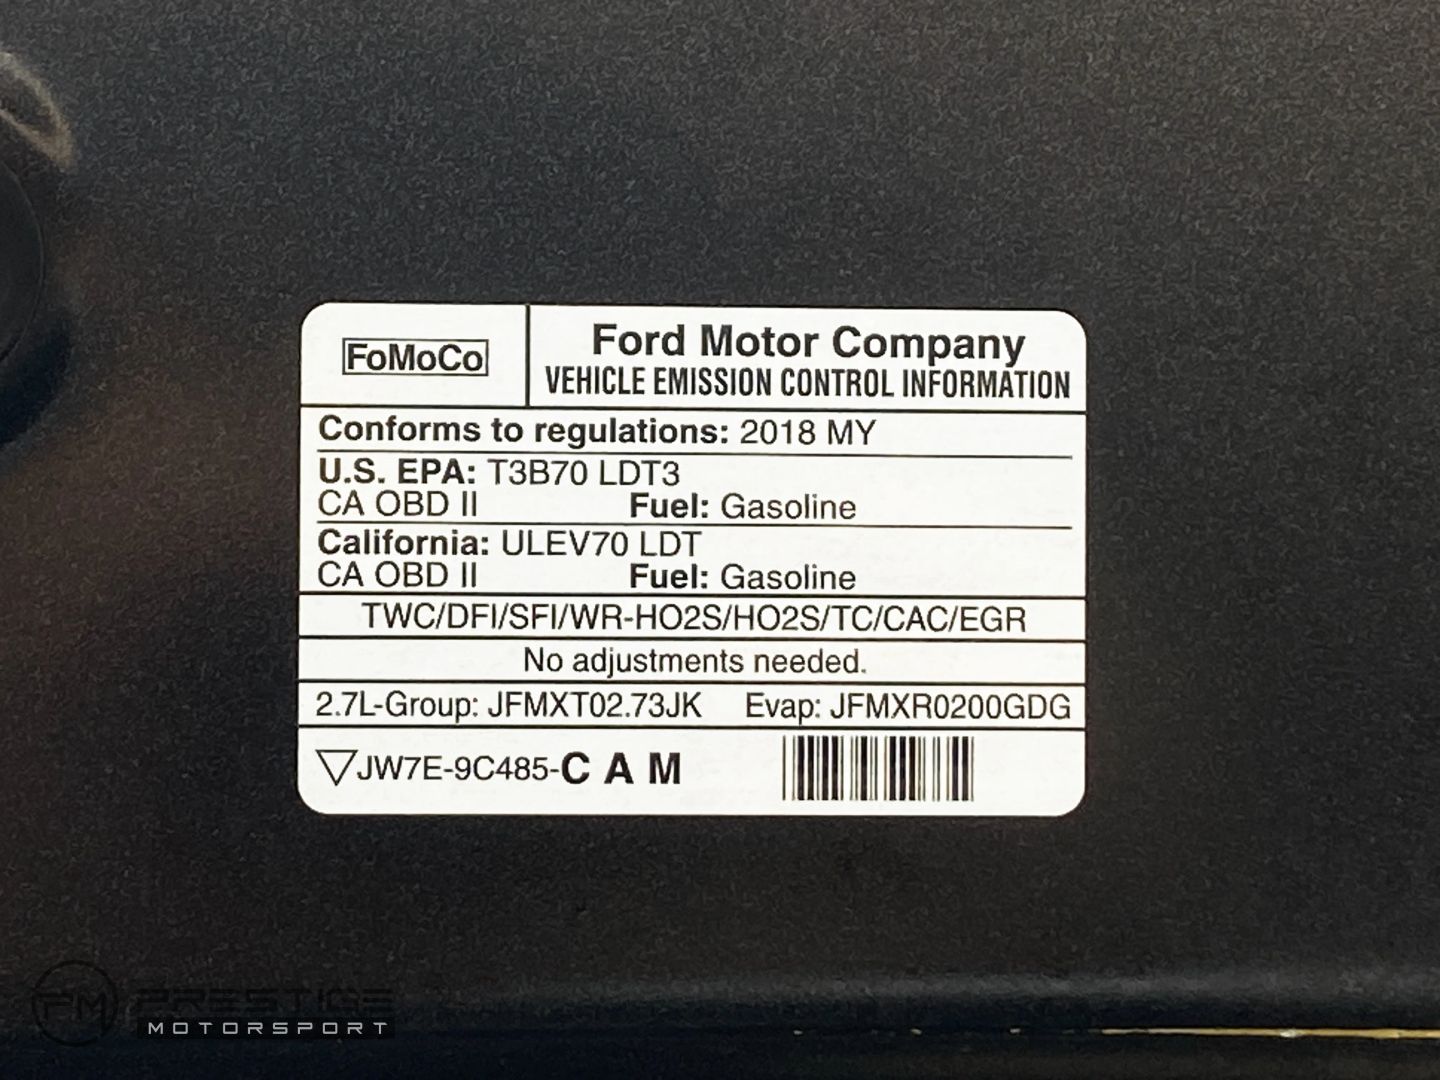 FoMoCo
Ford Motor Company
VEHICLE EMISSION CONTROL INFORMATION
Conforms to regulations: 2018 MY
U.S. EPA: T3B70 LDT3
CA OBD II Fuel: Gasoline
California: ULEV70 LDT
CA OBD II Fuel: Gasoline
TWC/DFI/SFI/WR-HO2S/HO2S/TC/CAC/EGR
No adjustments needed.
2.7L-Group: JFMXT02.73JK Evap: JFMXR0200GDG
JW7E-9C485-C A M
PM PRESTIGE
MOTORSPORT